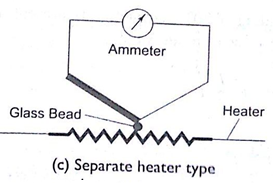 Ammeter
Glass Bead
Heater
(c) Separate heater type